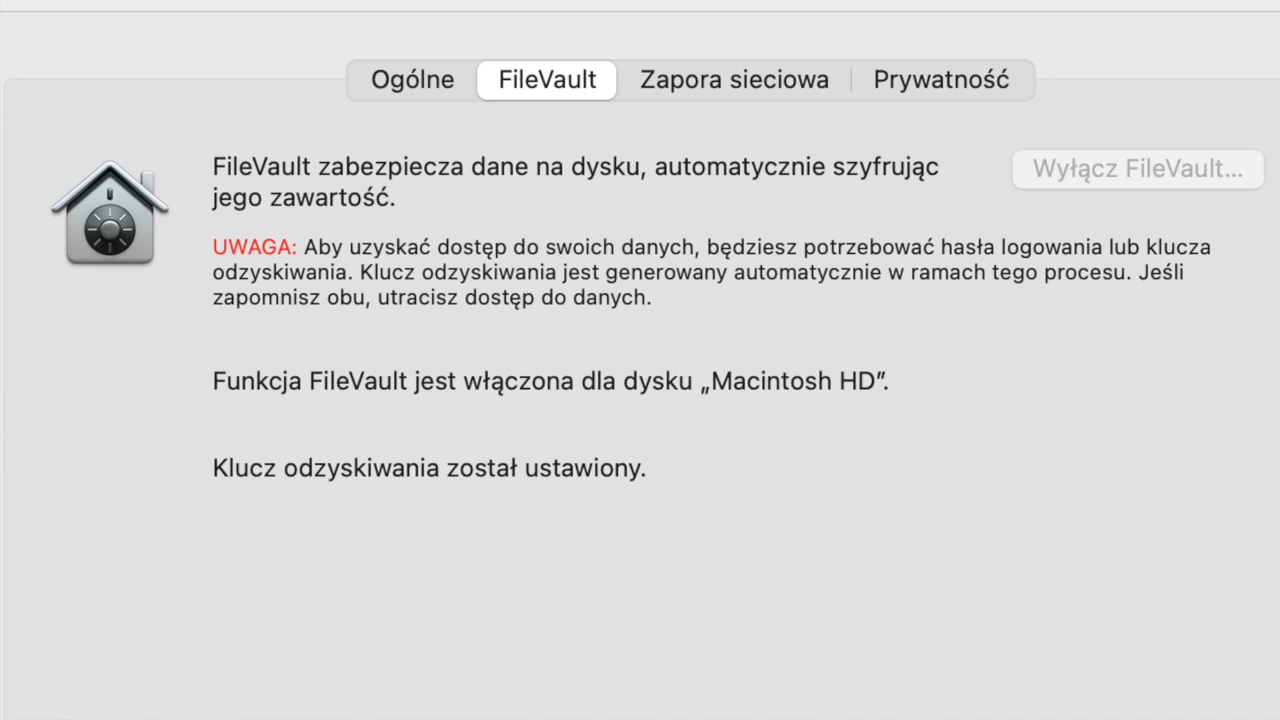 Ogólne FileVault Zapora sieciowa Prywatność
FileVault zabezpiecza dane na dysku, automatycznie szyfrując
jego zawartość.
Wyłącz FileVault...
UWAGA: Aby uzyskać dostęp do swoich danych, będziesz potrzebować hasła logowania lub klucza
odzyskiwania. Klucz odzyskiwania jest generowany automatycznie w ramach tego procesu. Jeśli
zapomnisz obu, utracisz dostęp do danych.
Funkcja FileVault jest włączona dla dysku „Macintosh HD”.
Klucz odzyskiwania został ustawiony.